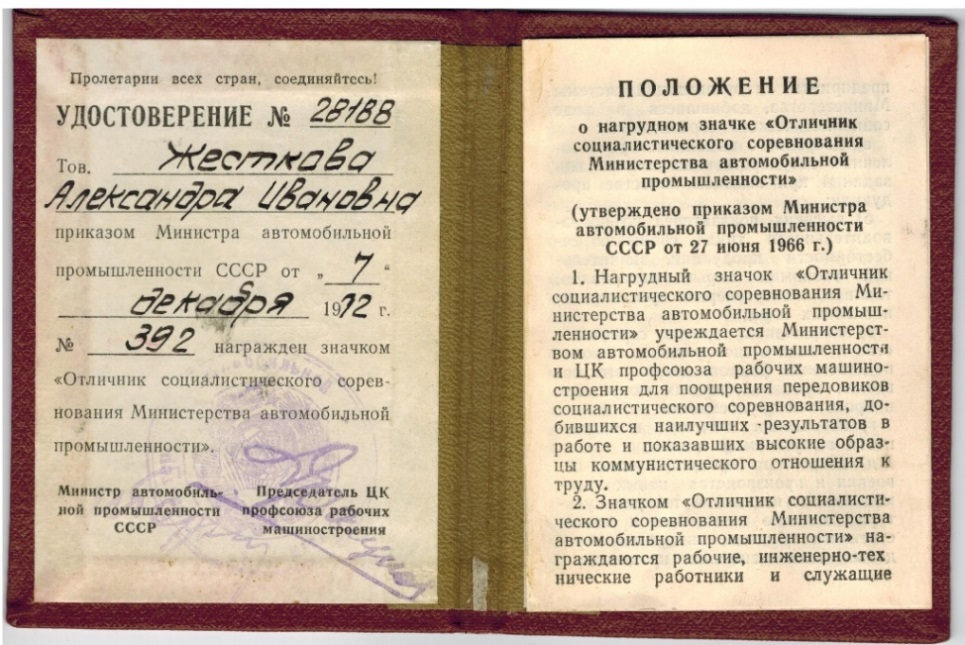 Пролетарии всех стран, соединяйтесь!
УДОСТОВЕРЕНИЕ № 28188
Тов. Жесткова
Александра Ивановна
приказом Министра автомобильной
промышленности СССР от „ 7 “
декабря 1972 г.
№ 392 награжден значком
«Отличник социалистического сорев-
нования Министерства автомобильной
промышленности».
Министр автомобиль-
ной промышленности
СССР
Председатель ЦК
профсоюза рабочих
машиностроения
ПОЛОЖЕНИЕ
о нагрудном значке «Отличник
социалистического соревнования
Министерства автомобильной
промышленности»
(утверждено приказом Министра
автомобильной промышленности
СССР от 27 июня 1966 г.)
1. Нагрудный значок «Отличник
социалистического соревнования Ми-
нистерства автомобильной промыш-
ленности» учреждается Министерст-
вом автомобильной промышленности
и ЦК профсоюза рабочих машино-
строения для поощрения передовиков
социалистического соревнования, до-
бившихся наилучших результатов в
работе и показавших высокие образ-
цы коммунистического отношения к
труду.
2. Значком «Отличник социалисти-
ческого соревнования Министерства
автомобильной промышленности» на-
граждаются рабочие, инженерно-тех
нические работники и служащие